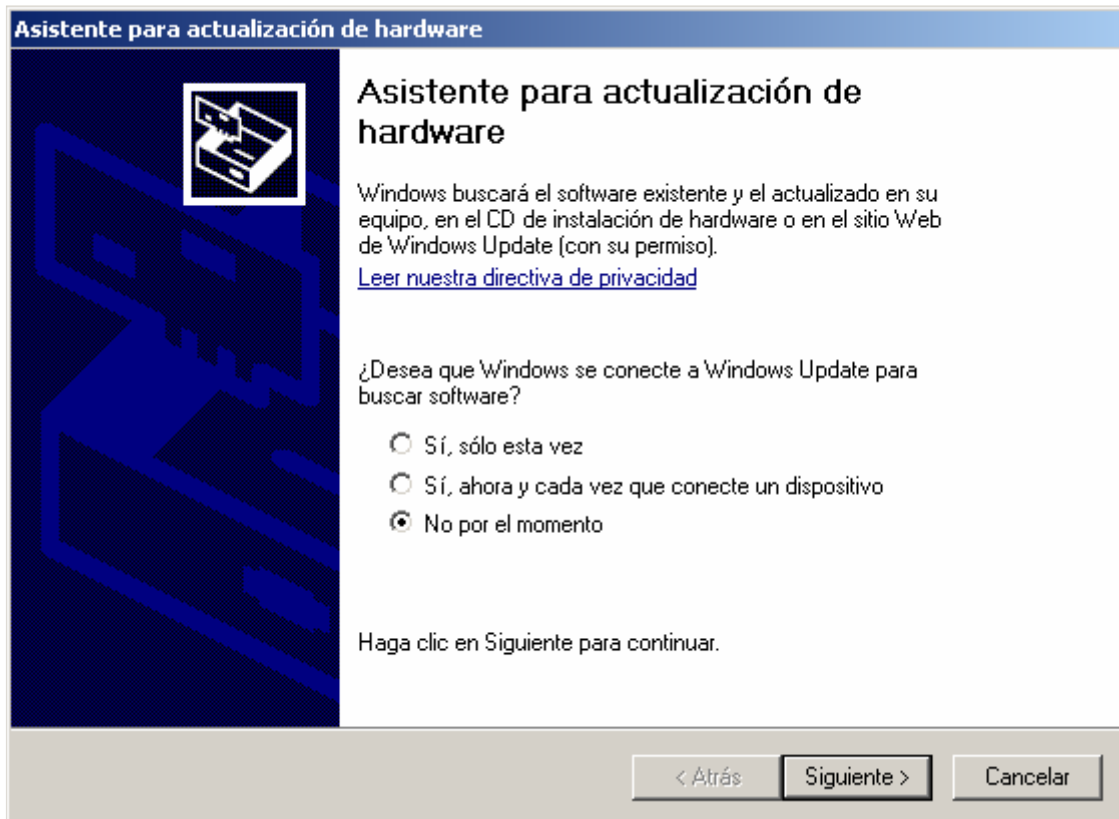 Asistente para actualización de hardware
Asistente para actualización de
hardware
Windows buscará el software existente y el actualizado en su
equipo, en el CD de instalación de hardware o en el sitio Web
de Windows Update (con su permiso).
Leer nuestra directiva de privacidad
¿Desea que Windows se conecte a Windows Update para
buscar software?
Sí, sólo esta vez
Sí, ahora y cada vez que conecte un dispositivo
No por el momento
Haga clic en Siguiente para continuar.
< Atrás Siguiente > Cancelar